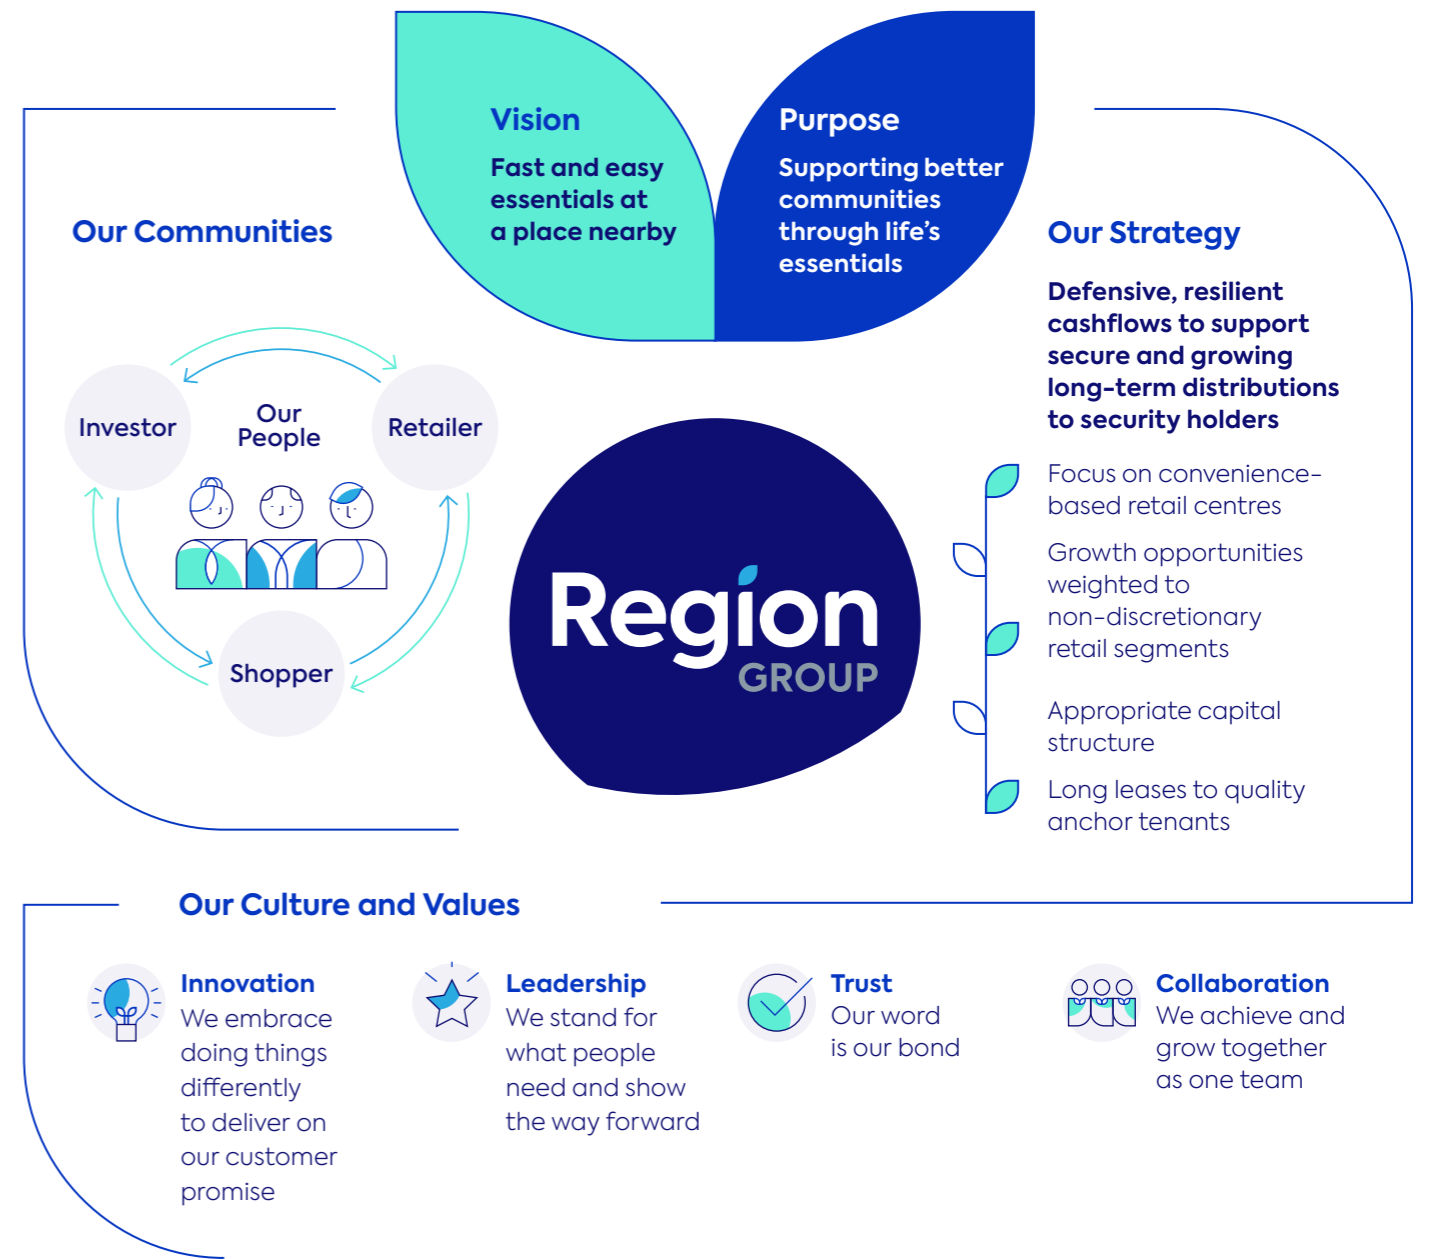 Vision
Fast and easy
essentials at
a place nearby
Purpose
Supporting better
communities
through life’s
essentials
Our Communities
Investor
Our
People
Retailer
Shopper
Region
GROUP
Our Strategy
Defensive, resilient
cashflows to support
secure and growing
long-term distributions
to security holders
Focus on convenience-
based retail centres
Growth opportunities
weighted to
non-discretionary
retail segments
Appropriate capital
structure
Long leases to quality
anchor tenants
Our Culture and Values
Innovation
We embrace
doing things
differently
to deliver on
our customer
promise
Leadership
We stand for
what people
need and show
the way forward
Trust
Our word
is our bond
Collaboration
We achieve and
grow together
as one team